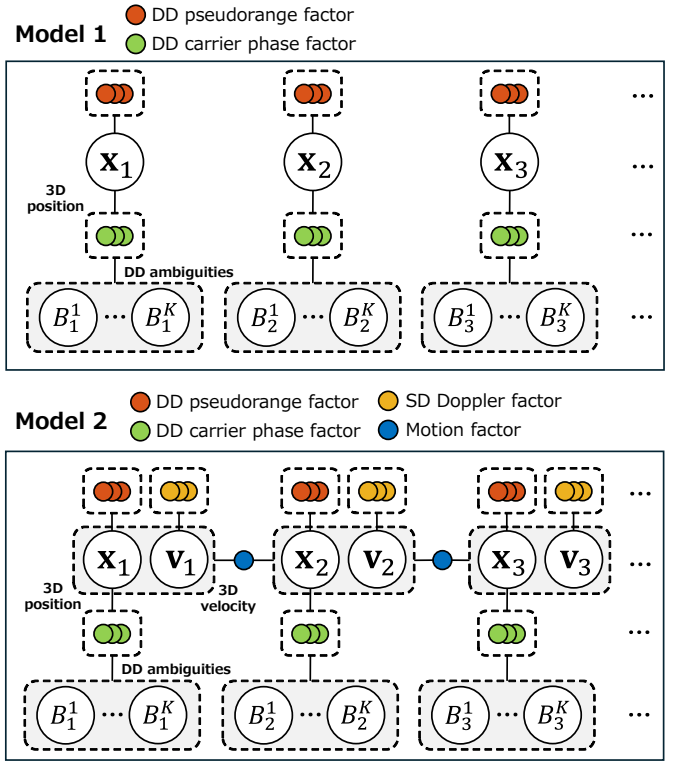 Model 1
DD pseudorange factor
DD carrier phase factor
...
x₁ x₂ x₃ ...
3D
position
...
DD ambiguities
B₁¹ ... B₁ᴷ B₂¹ ... B₂ᴷ B₃¹ ... B₃ᴷ ...
Model 2
DD pseudorange factor SD Doppler factor
DD carrier phase factor Motion factor
...
x₁ v₁ x₂ v₂ x₃ v₃ ...
3D
position
3D
velocity
...
DD ambiguities
B₁¹ ... B₁ᴷ B₂¹ ... B₂ᴷ B₃¹ ... B₃ᴷ ...